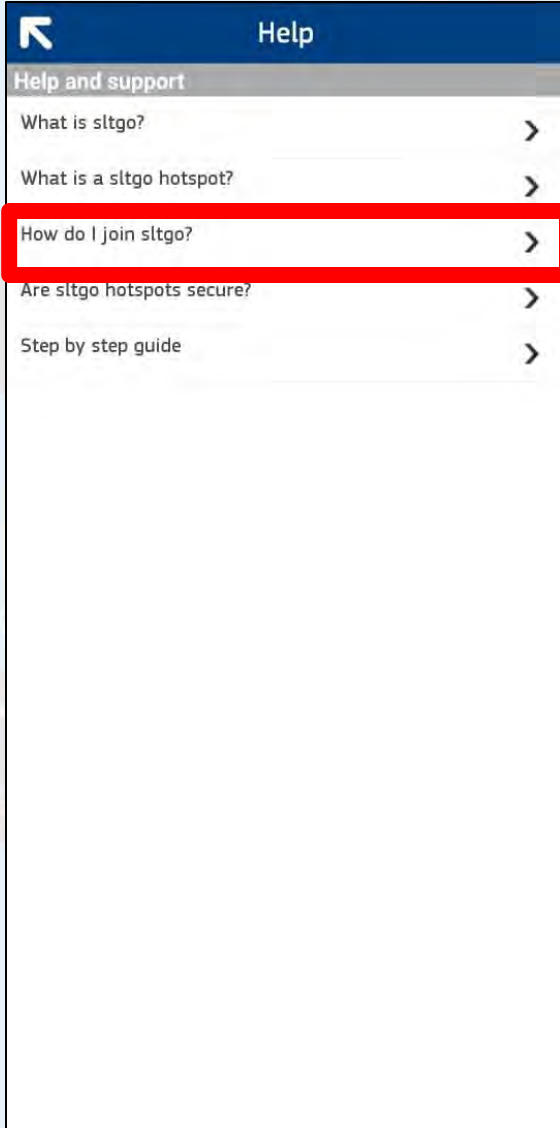 Help
Help and support
What is sltgo?
What is a sltgo hotspot?
How do I join sltgo?
Are sltgo hotspots secure?
Step by step guide